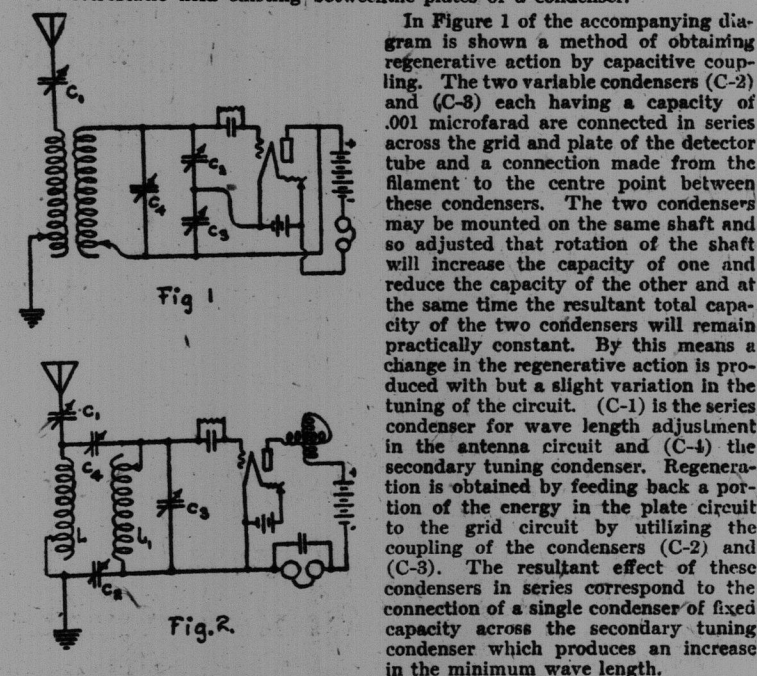 In Figure 1 of the accompanying dia-
gram is shown a method of obtaining
regenerative action by capacitive coup-
ling. The two variable condensers (C-2)
and (C-3) each having a capacity of
.001 microfarad are connected in series
across the grid and plate of the detector
tube and a connection made from the
filament to the centre point between
these condensers. The two condensers
may be mounted on the same shaft and
so adjusted that rotation of the shaft
will increase the capacity of one and
reduce the capacity of the other and at
the same time the resultant total capa-
city of the two condensers will remain
practically constant. By this means a
change in the regenerative action is pro-
duced with but a slight variation in the
tuning of the circuit. (C-1) is the series
condenser for wave length adjustment
in the antenna circuit and (C-4) the
secondary tuning condenser. Regenera-
tion is obtained by feeding back a por-
tion of the energy in the plate circuit
to the grid circuit by utilizing the
coupling of the condensers (C-2) and
(C-3). The resultant effect of these
condensers in series correspond to the
connection of a single condenser of fixed
capacity across the secondary tuning
condenser which produces an increase
in the minimum wave length.
C1
C2
C4
C3
+
Fig 1
C1
C4
C3
L
L1
C2
+
Fig. 2.